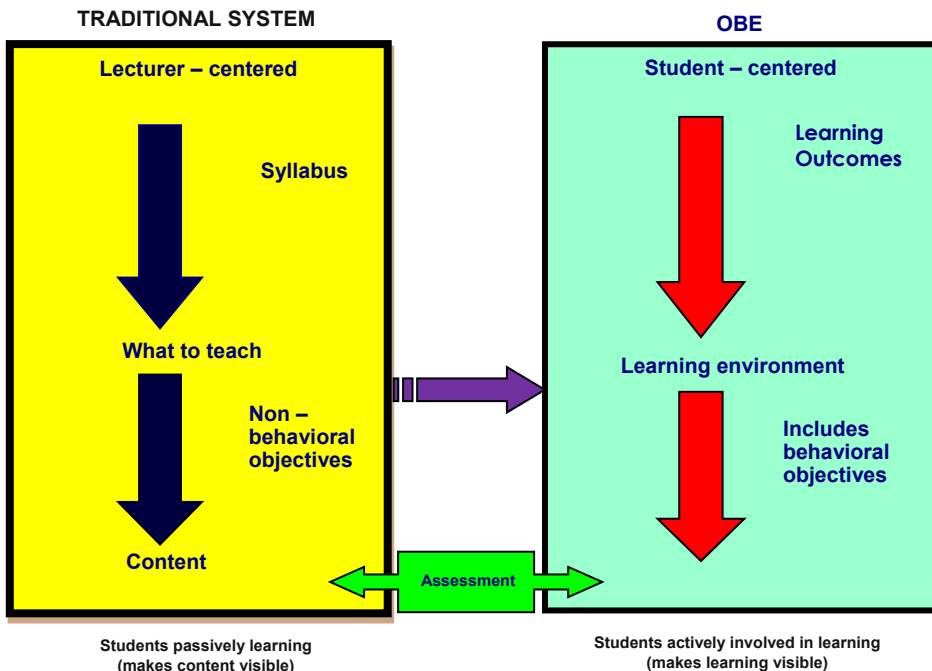 TRADITIONAL SYSTEM
Lecturer – centered
Syllabus
What to teach
Non –
behavioral
objectives
Content
Students passively learning
(makes content visible)
OBE
Student – centered
Learning
Outcomes
Learning environment
Includes
behavioral
objectives
Assessment
Students actively involved in learning
(makes learning visible)